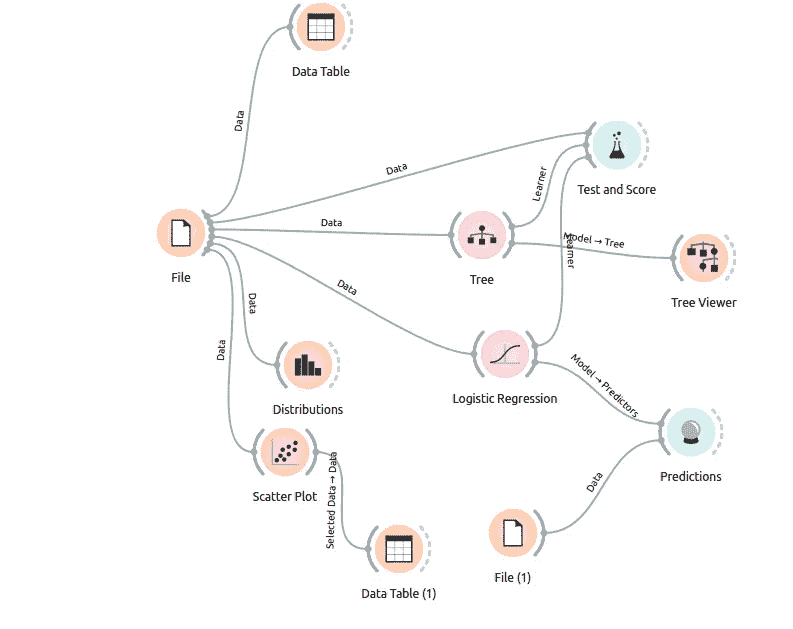 Data Table
Data
Data
Test and Score
Learner
Data
Model → Tree
Learner
File
Tree
Tree Viewer
Data
Data
Data
Distributions
Logistic Regression
Model → Predictors
Scatter Plot
Selected Data → Data
Data
Predictions
Data Table (1)
File (1)